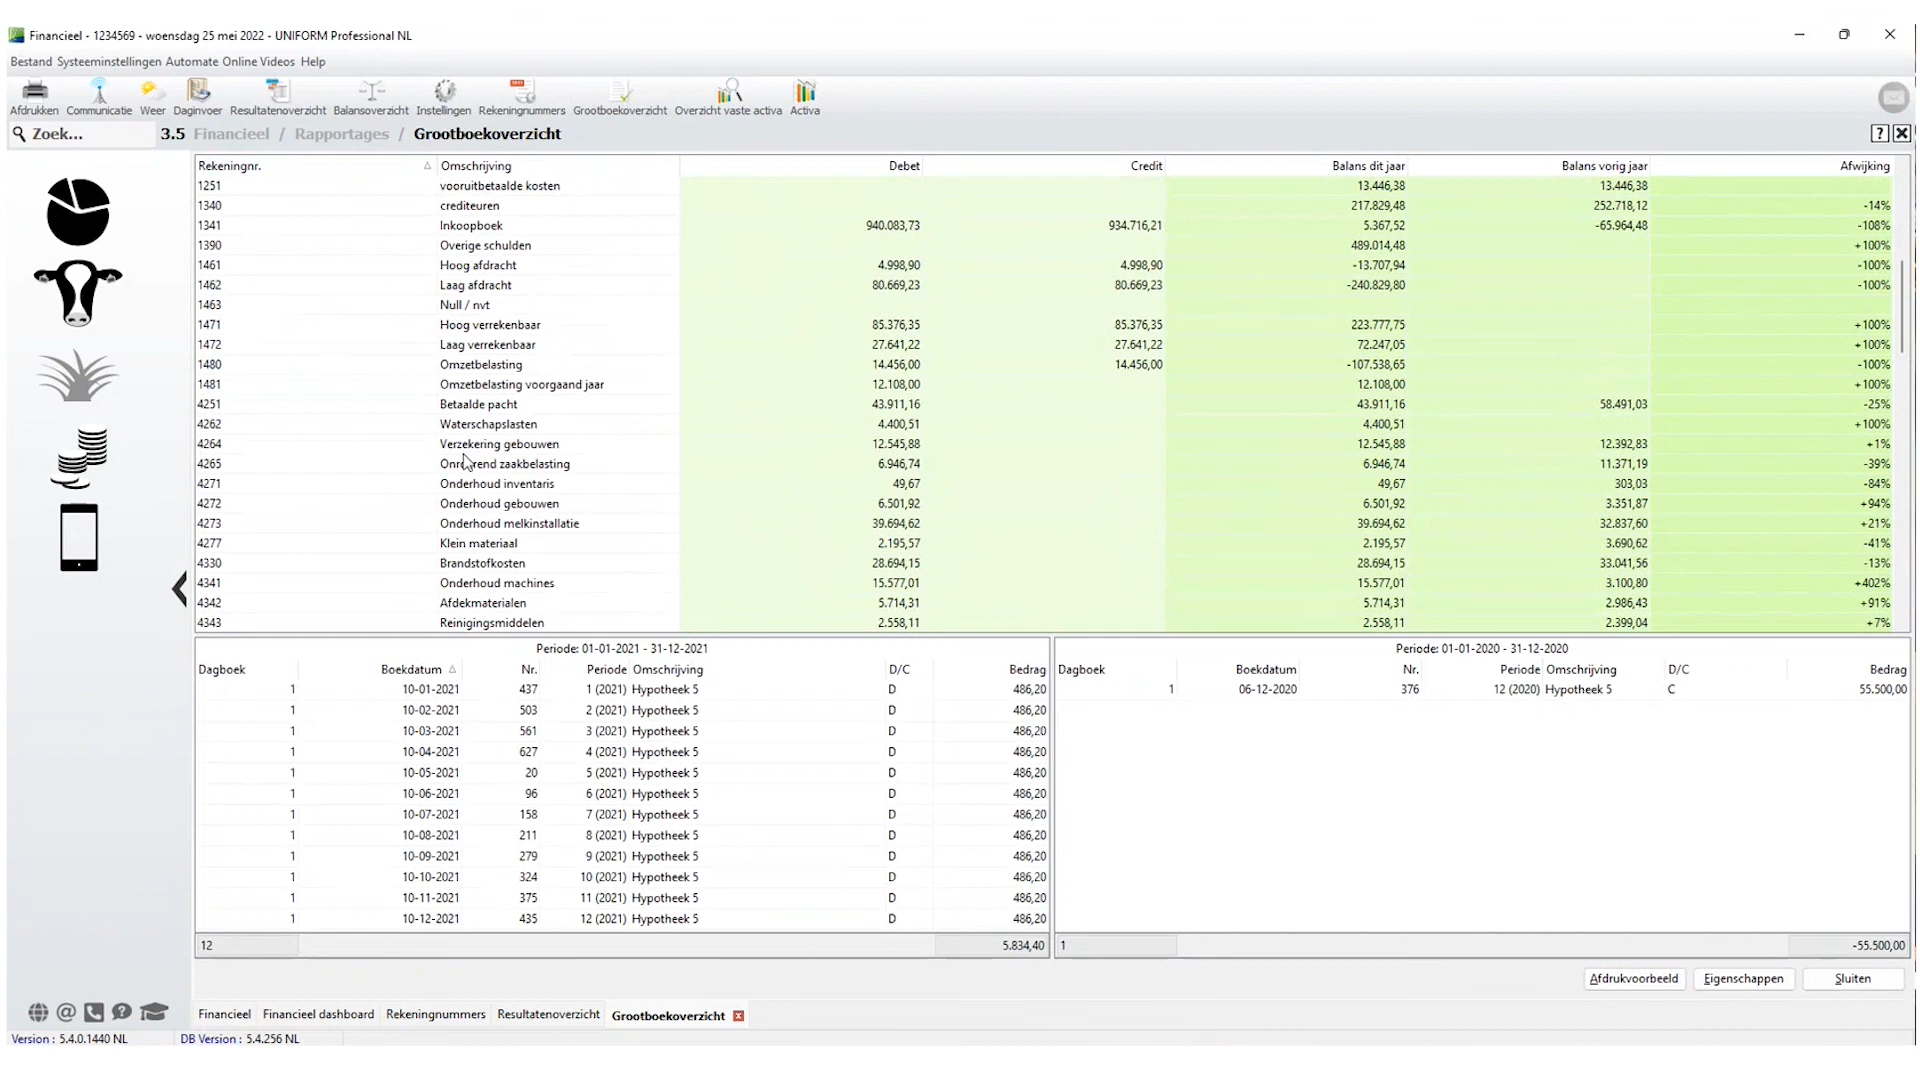 Financieel - 1234569 - woensdag 25 mei 2022 - UNIFORM Professional NL
Bestand Systeeminstellingen Automate Online Videos Help
Afdrukken Communicatie Weer Daginvoer Resultatenoverzicht Balansoverzicht Instellingen Rekeningnummers Grootboekoverzicht Overzicht vaste activa Activa
Zoek... 3.5 Financieel / Rapportages / Grootboekoverzicht
Rekeningnr. Omschrijving Debet Credit Balans dit jaar Balans vorig jaar Afwijking
1251 vooruitbetaalde kosten 13.446,38 13.446,38
1340 crediteuren 217.829,48 252.718,12 -14%
1341 Inkoopboek 940.083,73 934.716,21 5.367,52 -65.964,48 -108%
1390 Overige schulden 489.014,48 +100%
1461 Hoog afdracht 4.998,90 4.998,90 -13.707,94 -100%
1462 Laag afdracht 80.669,23 80.669,23 -240.829,80 -100%
1463 Null / nvt
1471 Hoog verrekenbaar 85.376,35 85.376,35 223.777,75 +100%
1472 Laag verrekenbaar 27.641,22 27.641,22 72.247,05 +100%
1480 Omzetbelasting 14.456,00 14.456,00 -107.538,65 -100%
1481 Omzetbelasting voorgaand jaar 12.108,00 12.108,00 +100%
4251 Betaalde pacht 43.911,16 43.911,16 58.491,03 -25%
4262 Waterschapslasten 4.400,51 4.400,51 +100%
4264 Verzekering gebouwen 12.545,88 12.545,88 12.392,83 +1%
4265 zaakbelasting 6.946,74 6.946,74 11.371,19 -39%
4271 Onderhoud inventaris 49,67 49,67 303,03 -84%
4272 Onderhoud gebouwen 6.501,92 6.501,92 3.351,87 +94%
4273 Onderhoud melkinstallatie 39.694,62 39.694,62 32.837,60 +21%
4277 Klein materiaal 2.195,57 2.195,57 3.690,62 -41%
4330 Brandstofkosten 28.694,15 28.694,15 33.041,56 -13%
4341 Onderhoud machines 15.577,01 15.577,01 3.100,80 +402%
4342 Afdekmaterialen 5.714,31 5.714,31 2.986,43 +91%
4343 Reinigingsmiddelen 2.558,11 2.558,11 2.399,04 +7%
Periode: 01-01-2021 - 31-12-2021
Dagboek Boekdatum Nr. Periode Omschrijving D/C Bedrag
1 10-01-2021 437 1 (2021) Hypotheek 5 D 486,20
1 10-02-2021 503 2 (2021) Hypotheek 5 D 486,20
1 10-03-2021 561 3 (2021) Hypotheek 5 D 486,20
1 10-04-2021 627 4 (2021) Hypotheek 5 D 486,20
1 10-05-2021 20 5 (2021) Hypotheek 5 D 486,20
1 10-06-2021 96 6 (2021) Hypotheek 5 D 486,20
1 10-07-2021 158 7 (2021) Hypotheek 5 D 486,20
1 10-08-2021 211 8 (2021) Hypotheek 5 D 486,20
1 10-09-2021 279 9 (2021) Hypotheek 5 D 486,20
1 10-10-2021 324 10 (2021) Hypotheek 5 D 486,20
1 10-11-2021 375 11 (2021) Hypotheek 5 D 486,20
1 10-12-2021 435 12 (2021) Hypotheek 5 D 486,20
12 5.834,40
Periode: 01-01-2020 - 31-12-2020
Dagboek Boekdatum Nr. Periode Omschrijving D/C Bedrag
1 06-12-2020 376 12 (2020) Hypotheek 5 C 55.500,00
1 -55.500,00
Afdrukvoorbeeld Eigenschappen Sluiten
Financieel Financieel dashboard Rekeningnummers Resultatenoverzicht Grootboekoverzicht
Version : 5.4.0.1440 NL DB Version : 5.4.256 NL